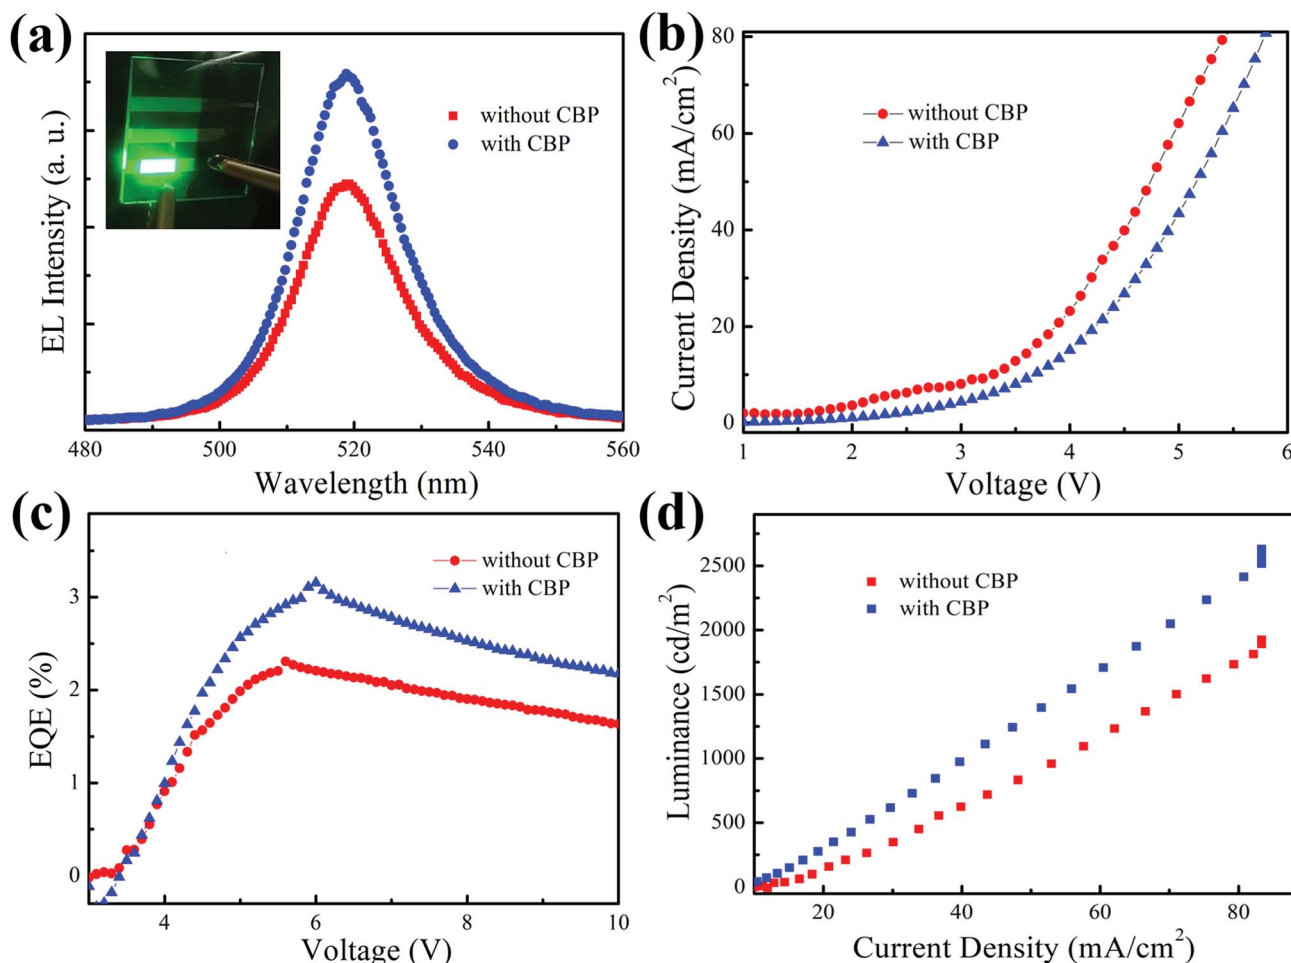 (a)
EL Intensity (a. u.)
without CBP
with CBP
480
500
520
540
560
Wavelength (nm)
(b)
Current Density (mA/cm²)
80
60
40
20
0
without CBP
with CBP
1
2
3
4
5
6
Voltage (V)
(c)
EQE (%)
3
2
1
0
without CBP
with CBP
4
6
8
10
Voltage (V)
(d)
Luminance (cd/m²)
2500
2000
1500
1000
500
0
without CBP
with CBP
20
40
60
80
Current Density (mA/cm²)